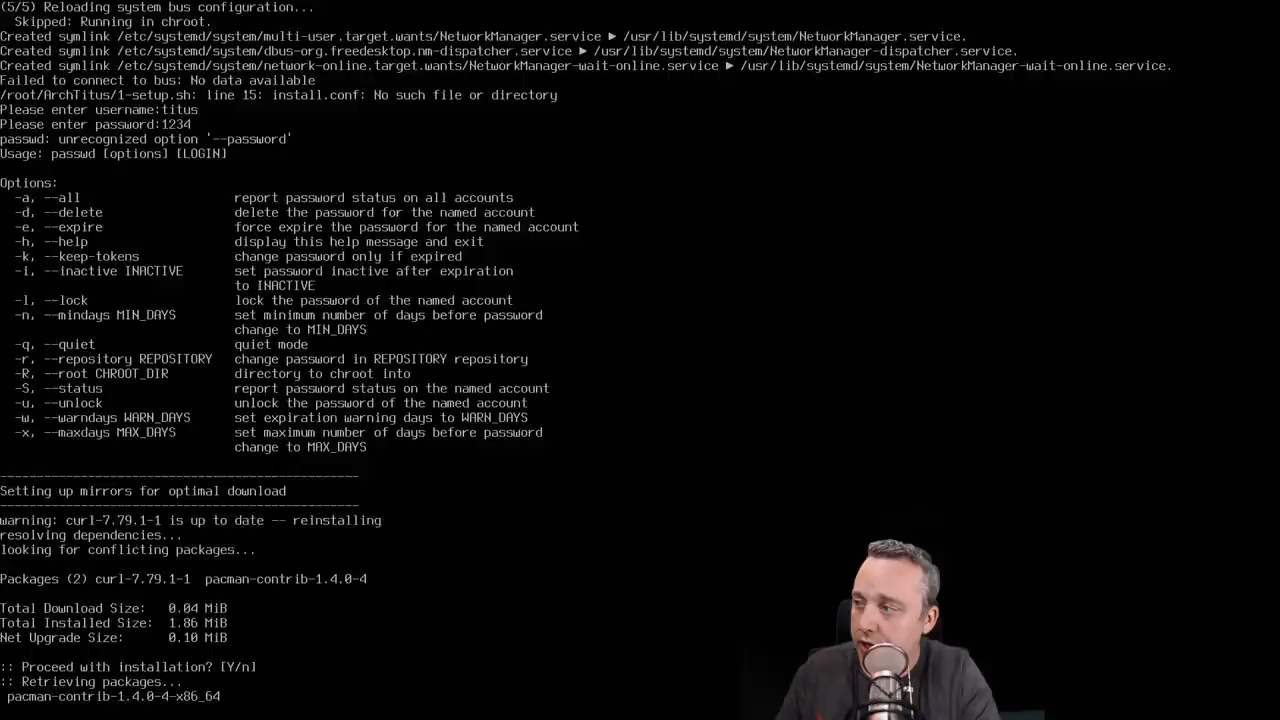 (5/5) Reloading system bus configuration...
  Skipped: Running in chroot.
Created symlink /etc/systemd/system/multi-user.target.wants/NetworkManager.service ► /usr/lib/systemd/system/NetworkManager.service.
Created symlink /etc/systemd/system/dbus-org.freedesktop.nm-dispatcher.service ► /usr/lib/systemd/system/NetworkManager-dispatcher.service.
Created symlink /etc/systemd/system/network-online.target.wants/NetworkManager-wait-online.service ► /usr/lib/systemd/system/NetworkManager-wait-online.service.
Failed to connect to bus: No data available
/root/ArchTitus/1-setup.sh: line 15: install.conf: No such file or directory
Please enter username:titus
Please enter password:1234
passwd: unrecognized option '--password'
Usage: passwd [options] [LOGIN]
Options:
  -a, --all                     report password status on all accounts
  -d, --delete                  delete the password for the named account
  -e, --expire                  force expire the password for the named account
  -h, --help                    display this help message and exit
  -k, --keep-tokens             change password only if expired
  -i, --inactive INACTIVE       set password inactive after expiration
                                to INACTIVE
  -l, --lock                    lock the password of the named account
  -n, --mindays MIN_DAYS        set minimum number of days before password
                                change to MIN_DAYS
  -q, --quiet                   quiet mode
  -r, --repository REPOSITORY   change password in REPOSITORY repository
  -R, --root CHROOT_DIR         directory to chroot into
  -S, --status                  report password status on the named account
  -u, --unlock                  unlock the password of the named account
  -w, --warndays WARN_DAYS      set expiration warning days to WARN_DAYS
  -x, --maxdays MAX_DAYS        set maximum number of days before password
                                change to MAX_DAYS
-------------------------------------------------
Setting up mirrors for optimal download
-------------------------------------------------
warning: curl-7.79.1-1 is up to date -- reinstalling
resolving dependencies...
looking for conflicting packages...
Packages (2) curl-7.79.1-1  pacman-contrib-1.4.0-4
Total Download Size:   0.04 MiB
Total Installed Size:  1.86 MiB
Net Upgrade Size:      0.10 MiB
:: Proceed with installation? [Y/n]
:: Retrieving packages...
 pacman-contrib-1.4.0-4-x86_64